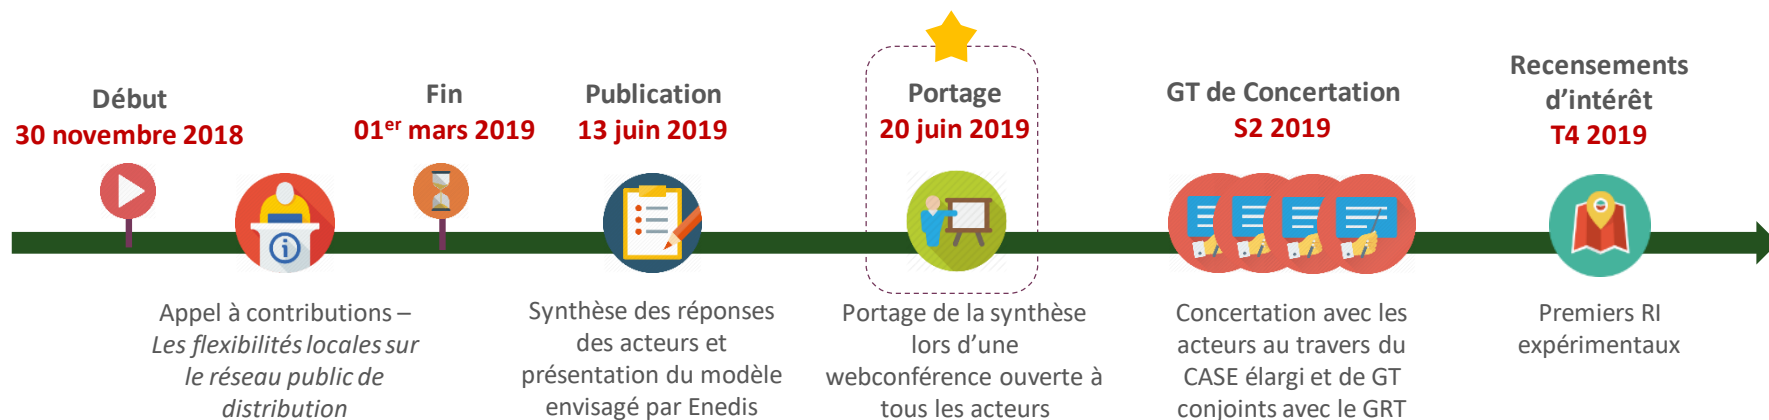 Début
30 novembre 2018
Fin
01er mars 2019
Publication
13 juin 2019
Portage
20 juin 2019
GT de Concertation
S2 2019
Recensements
d’intérêt
T4 2019
Appel à contributions –
Les flexibilités locales sur
le réseau public de
distribution
Synthèse des réponses
des acteurs et
présentation du modèle
envisagé par Enedis
Portage de la synthèse
lors d’une
webconférence ouverte à
tous les acteurs
Concertation avec les
acteurs au travers du
CASE élargi et de GT
conjoints avec le GRT
Premiers RI
expérimentaux